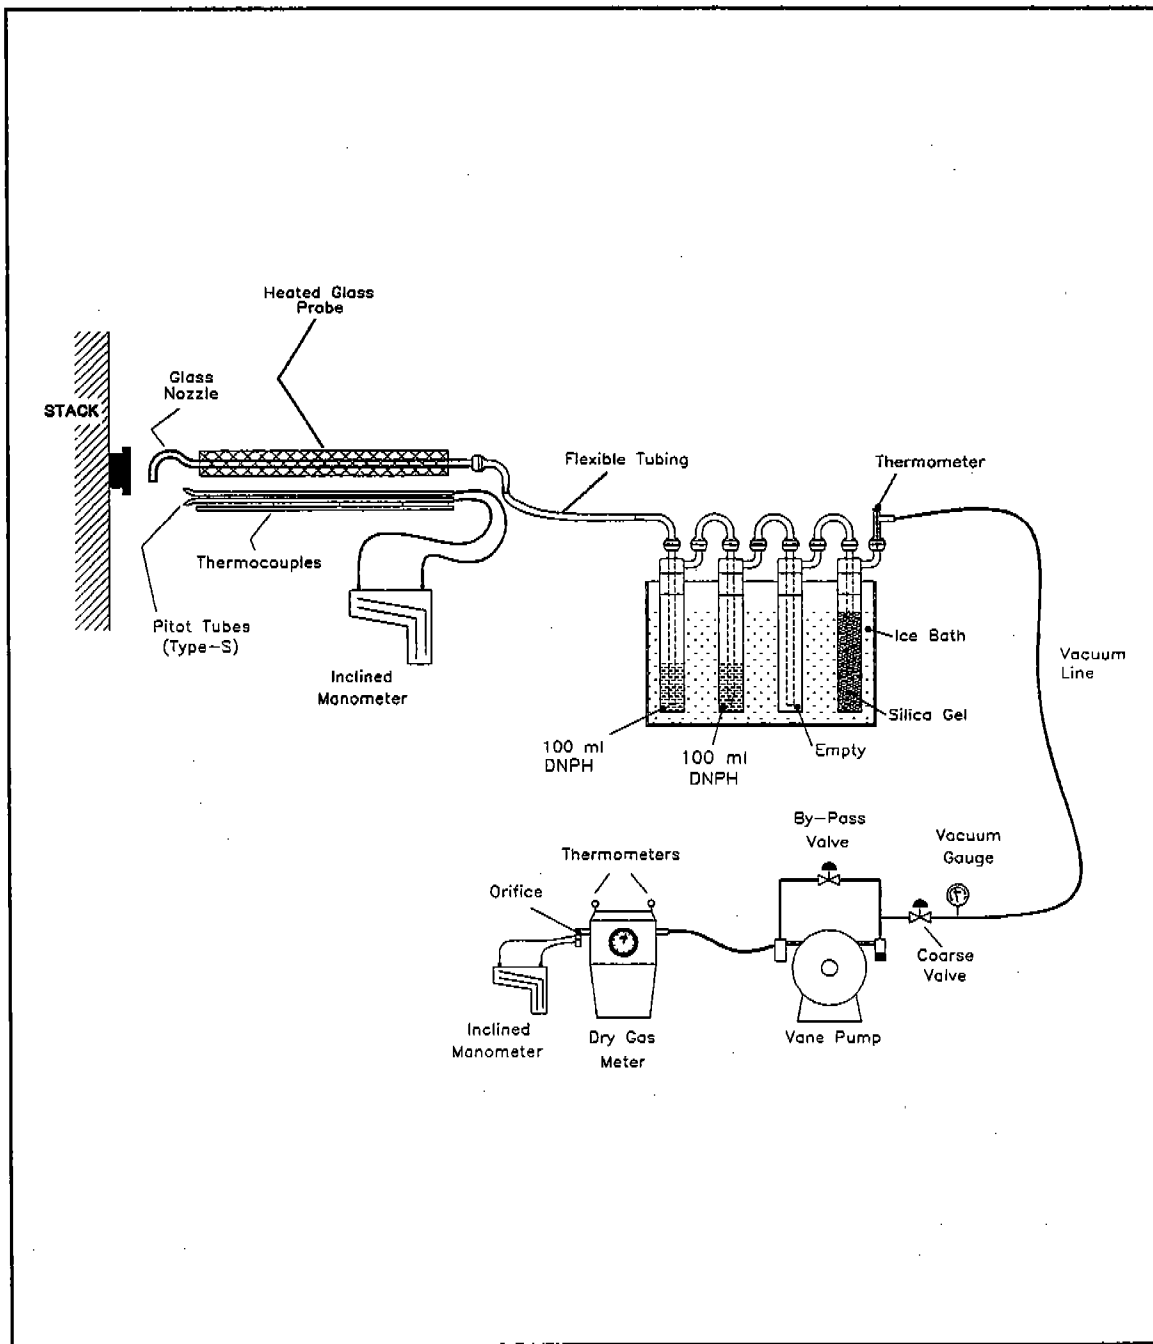 Heated Glass
Probe
Glass
Nozzle
STACK
Flexible Tubing
Thermometer
Thermocouples
Pitot Tubes
(Type-S)
Inclined
Manometer
Ice Bath
Vacuum
Line
Silica Gel
100 ml
DNPH
100 ml
DNPH
Empty
By-Pass
Valve
Vacuum
Gauge
Thermometers
Orifice
Coarse
Valve
Inclined
Manometer
Dry Gas
Meter
Vane Pump